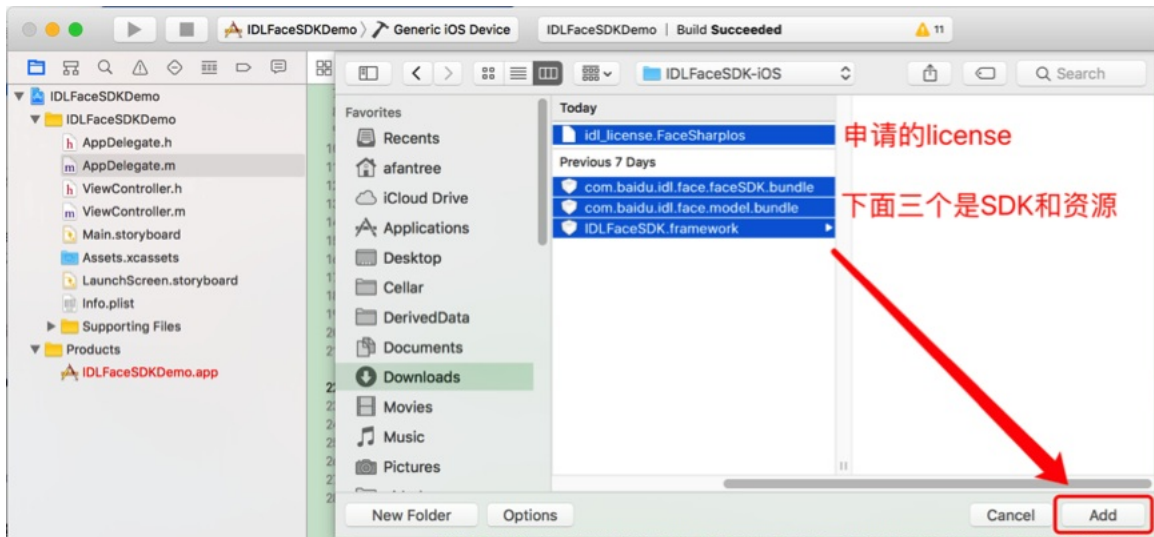 IDLFaceSDKDemo
Generic iOS Device
IDLFaceSDKDemo | Build Succeeded
11
IDLFaceSDK-iOS
Search
IDLFaceSDKDemo
IDLFaceSDKDemo
h AppDelegate.h
m AppDelegate.m
h ViewController.h
m ViewController.m
Main.storyboard
Assets.xcassets
LaunchScreen.storyboard
Info.plist
Supporting Files
Products
IDLFaceSDKDemo.app
Favorites
Recents
afantree
iCloud Drive
Applications
Desktop
Cellar
DerivedData
Documents
Downloads
Movies
Music
Pictures
Today
idl_license.FaceSharpIos
申请的license
Previous 7 Days
com.baidu.idl.face.faceSDK.bundle
com.baidu.idl.face.model.bundle
IDLFaceSDK.framework
下面三个是SDK和资源
New Folder
Options
Cancel
Add